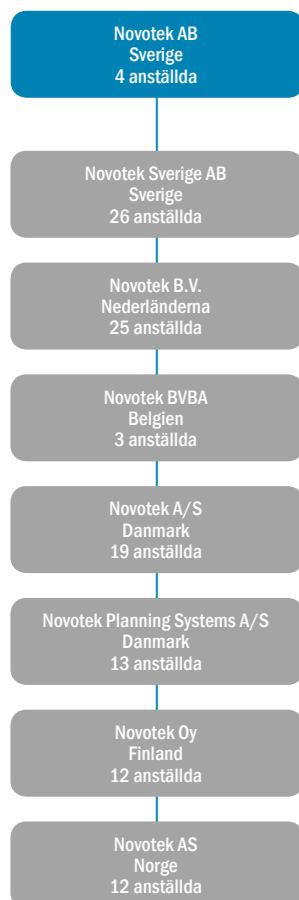 Novotek AB
Sverige
4 anställda
Novotek Sverige AB
Sverige
26 anställda
Novotek B.V.
Nederländerna
25 anställda
Novotek BVBA
Belgien
3 anställda
Novotek A/S
Danmark
19 anställda
Novotek Planning Systems A/S
Danmark
13 anställda
Novotek Oy
Finland
12 anställda
Novotek AS
Norge
12 anställda